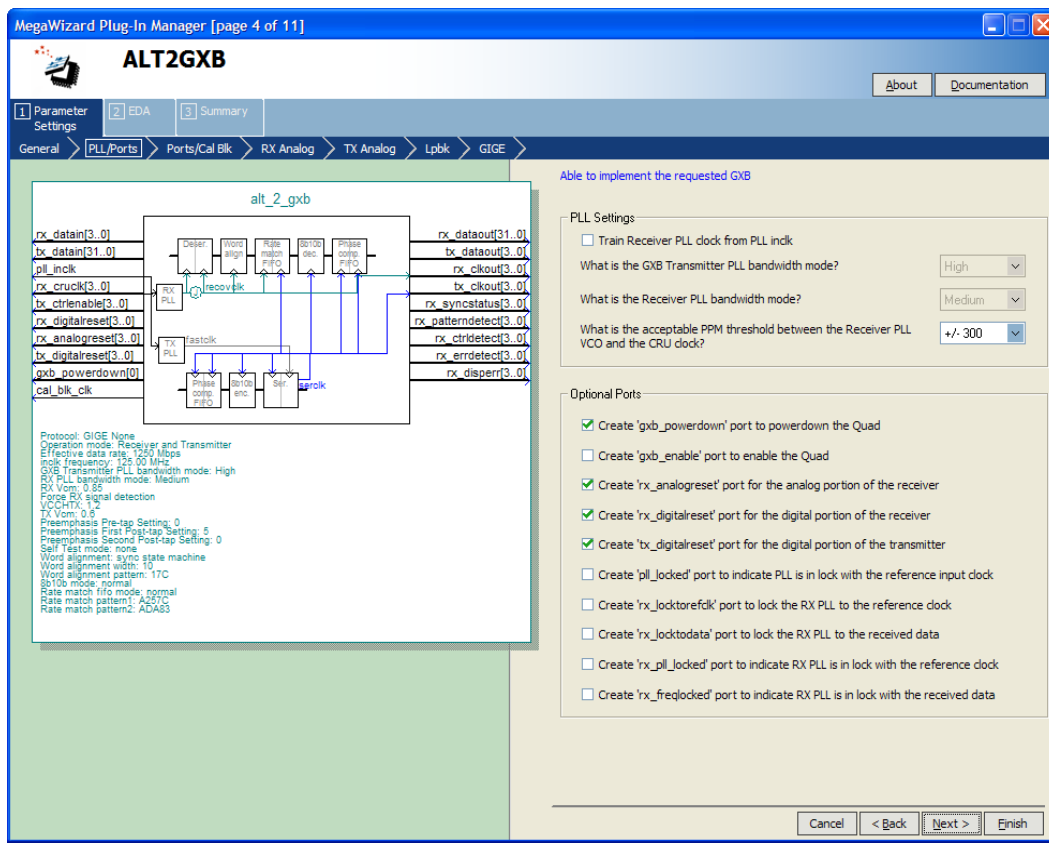 MegaWizard Plug-In Manager [page 4 of 11]
ALT2GXB
About
Documentation
1 Parameter Settings
2 EDA
3 Summary
General
PLL/Ports
Ports/Cal Blk
RX Analog
TX Analog
Lpbk
GIGE
alt_2_gxb
rx_datain[3..0]
tx_datain[31..0]
pll_inclk
rx_cruclk[3..0]
tx_ctrlenable[3..0]
rx_digitalreset[3..0]
rx_analogreset[3..0]
tx_digitalreset[3..0]
gxb_powerdown[0]
cal_blk_clk
Deser.
Word align
Rate match FIFO
8b10b dec.
Phase comp. FIFO
RX PLL
recovclk
TX PLL
fastclk
Phase comp. FIFO
8b10b enc.
Ser.
serclk
rx_dataout[31..0]
tx_dataout[3..0]
rx_clkout[3..0]
tx_clkout[3..0]
rx_syncstatus[3..0]
rx_patterndetect[3..0]
rx_ctrldetect[3..0]
rx_errdetect[3..0]
rx_disperr[3..0]
Protocol: GIGE None
Operation mode: Receiver and Transmitter
Effective data rate: 1250 Mbps
inclk frequency: 125.00 MHz
GXB Transmitter PLL bandwidth mode: High
RX PLL bandwidth mode: Medium
RX Vcm: 0.85
Force RX signal detection
VCCHTX: 1.2
TX Vcm: 0.6
Preemphasis Pre-tap Setting: 0
Preemphasis First Post-tap Setting: 5
Preemphasis Second Post-tap Setting: 0
Self Test mode: none
Word alignment: sync state machine
Word alignment width: 10
Word alignment pattern: 17C
8b10b mode: normal
Rate match fifo mode: normal
Rate match pattern1: A257C
Rate match pattern2: ADA83
Able to implement the requested GXB
PLL Settings
Train Receiver PLL clock from PLL inclk
What is the GXB Transmitter PLL bandwidth mode?
High
What is the Receiver PLL bandwidth mode?
Medium
What is the acceptable PPM threshold between the Receiver PLL
VCO and the CRU clock?
+/- 300
Optional Ports
Create 'gxb_powerdown' port to powerdown the Quad
Create 'gxb_enable' port to enable the Quad
Create 'rx_analogreset' port for the analog portion of the receiver
Create 'rx_digitalreset' port for the digital portion of the receiver
Create 'tx_digitalreset' port for the digital portion of the transmitter
Create 'pll_locked' port to indicate PLL is in lock with the reference input clock
Create 'rx_locktorefclk' port to lock the RX PLL to the reference clock
Create 'rx_locktodata' port to lock the RX PLL to the received data
Create 'rx_pll_locked' port to indicate RX PLL is in lock with the reference clock
Create 'rx_freqlocked' port to indicate RX PLL is in lock with the received data
Cancel
< Back
Next >
Finish